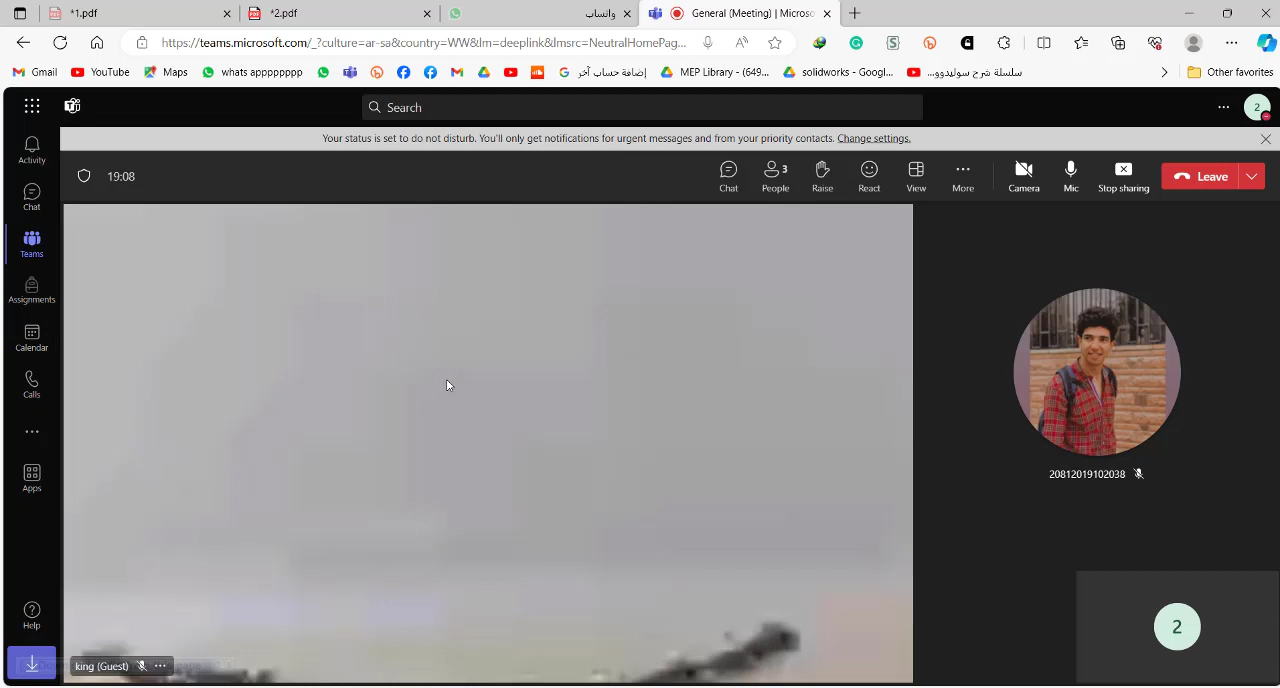 *1.pdf
*2.pdf
واتساب
General (Meeting) | Microso
https://teams.microsoft.com/_?culture=ar-sa&country=WW&lm=deeplink&lmsrc=NeutralHomePag...
Gmail
YouTube
Maps
whats apppppppp
إضافة حساب آخر
MEP Library - (649...
solidworks - Googl...
سلسلة شرح سوليدوو...
Other favorites
Search
2
Your status is set to do not disturb. You'll only get notifications for urgent messages and from your priority contacts. Change settings.
19:08
3
Chat
People
Raise
React
View
More
Camera
Mic
Stop sharing
Leave
Activity
Chat
Teams
Assignments
Calendar
Calls
Apps
Help
king (Guest)
20812019102038
2